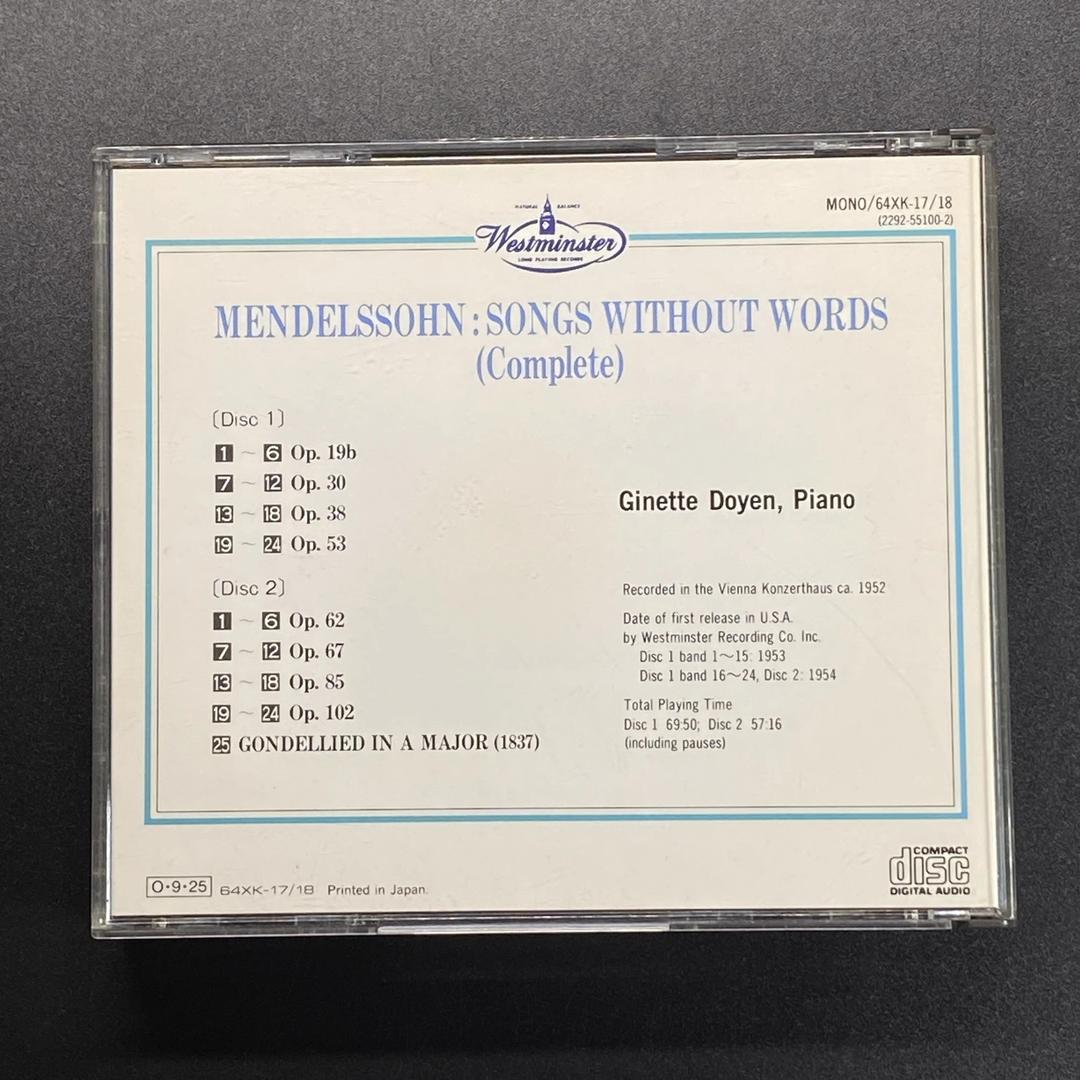 MONO/64XK-17/18
(2292-55100-2)
NATURAL BALANCE
Westminster
LONG PLAYING RECORDS
MENDELSSOHN : SONGS WITHOUT WORDS
(Complete)
〔Disc 1〕
1 ~ 6 Op. 19b
7 ~ 12 Op. 30
13 ~ 18 Op. 38
19 ~ 24 Op. 53
〔Disc 2〕
1 ~ 6 Op. 62
7 ~ 12 Op. 67
13 ~ 18 Op. 85
19 ~ 24 Op. 102
25 GONDELLIED IN A MAJOR (1837)
Ginette Doyen, Piano
Recorded in the Vienna Konzerthaus ca. 1952
Date of first release in U.S.A.
by Westminster Recording Co. Inc.
Disc 1 band 1~15: 1953
Disc 1 band 16~24, Disc 2: 1954
Total Playing Time
Disc 1 69:50; Disc 2 57:16
(including pauses)
O·9·25 64XK-17/18 Printed in Japan.
COMPACT
disc
DIGITAL AUDIO